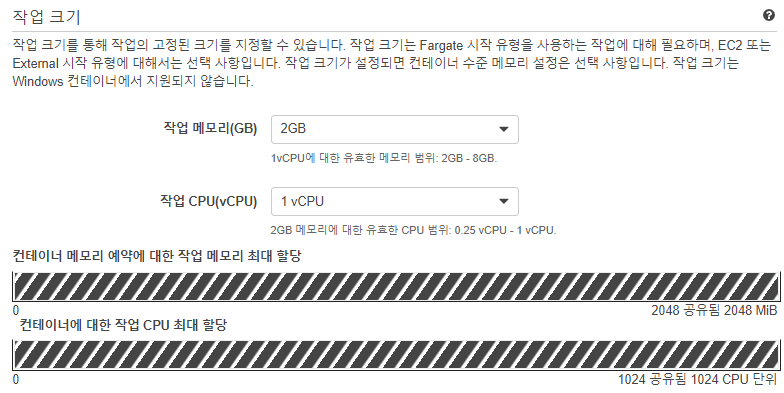 작업 크기
작업 크기를 통해 작업의 고정된 크기를 지정할 수 있습니다. 작업 크기는 Fargate 시작 유형을 사용하는 작업에 대해 필요하며, EC2 또는
External 시작 유형에 대해서는 선택 사항입니다. 작업 크기가 설정되면 컨테이너 수준 메모리 설정은 선택 사항입니다. 작업 크기는
Windows 컨테이너에서 지원되지 않습니다.
작업 메모리(GB) 2GB
1vCPU에 대한 유효한 메모리 범위: 2GB - 8GB.
작업 CPU(vCPU) 1 vCPU
2GB 메모리에 대한 유효한 CPU 범위: 0.25 vCPU - 1 vCPU.
컨테이너 메모리 예약에 대한 작업 메모리 최대 할당
0 2048 공유됨 2048 MiB
컨테이너에 대한 작업 CPU 최대 할당
0 1024 공유됨 1024 CPU 단위